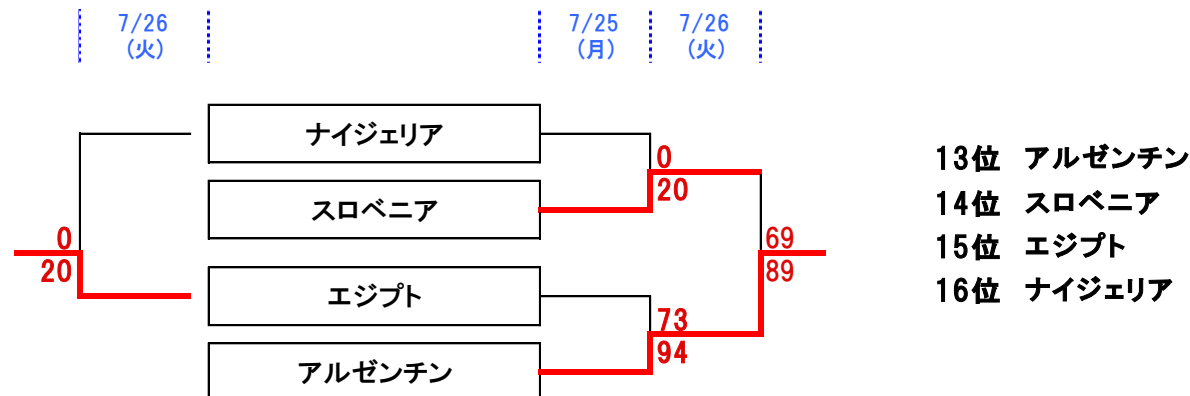 7/26
(火)
7/25
(月)
7/26
(火)
ナイジェリア
スロベニア
エジプト
アルゼンチン
0
20
0
20
73
94
69
89
13位 アルゼンチン
14位 スロベニア
15位 エジプト
16位 ナイジェリア